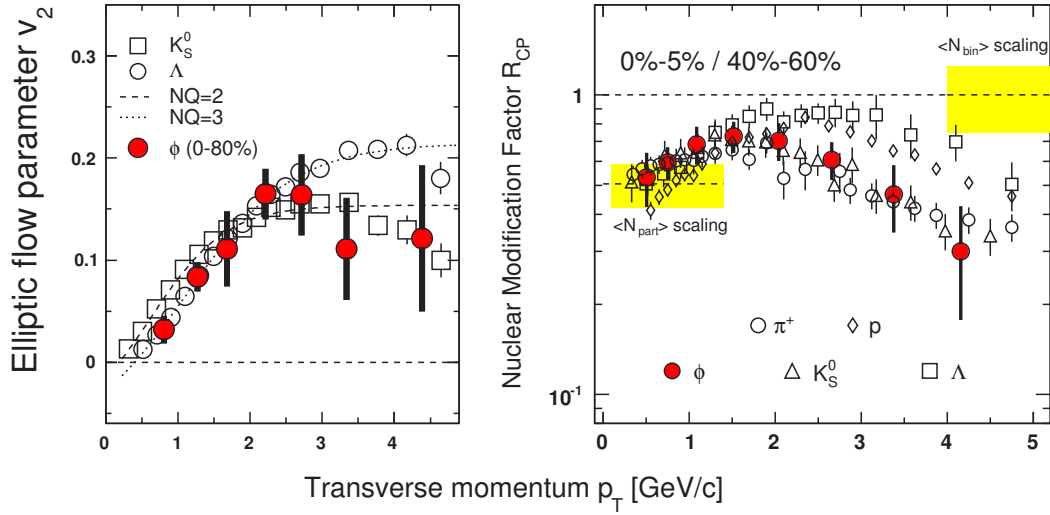 Elliptic flow parameter v2
0.3
0.2
0.1
0
K0S
Λ
NQ=2
NQ=3
ϕ (0-80%)
0 1 2 3 4
Nuclear Modification Factor RCP
1
10-1
0%-5% / 40%-60%
<Nbin> scaling
<Npart> scaling
π+ p
ϕ K0S Λ
0 1 2 3 4 5
Transverse momentum pT [GeV/c]